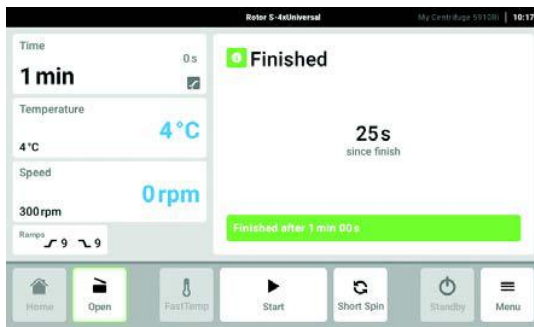 Rotor S-4xUniversal
My Centrifuge 5910Ri | 10:17
Time
0 s
1 min
Temperature
4 °C
4 °C
Speed
0 rpm
300 rpm
Ramps
9 9
Finished
25 s
since finish
Finished after 1 min 00 s
Home
Open
FastTemp
Start
Short Spin
Standby
Menu